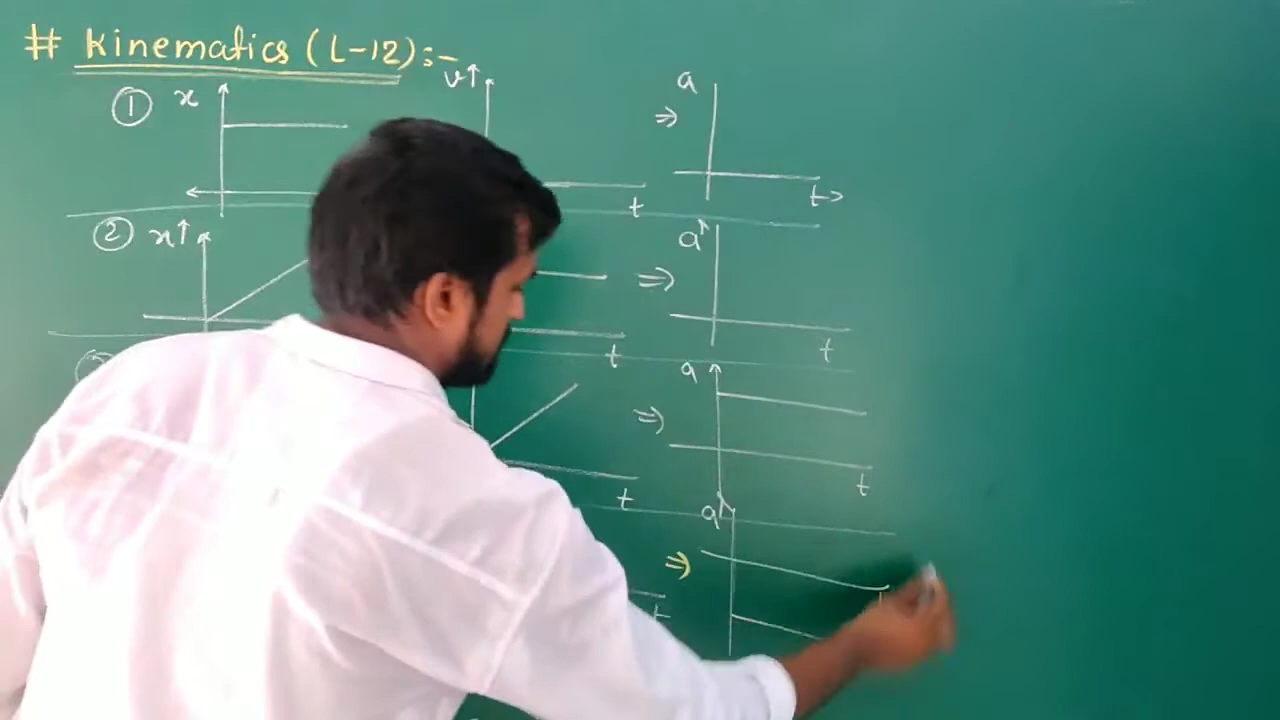 # Kinematics (L-12):-
① x v↑ ⇒ a
t t→
② x↑ ⇒ a↑
t t
⇒ a
t t
⇒ a
t